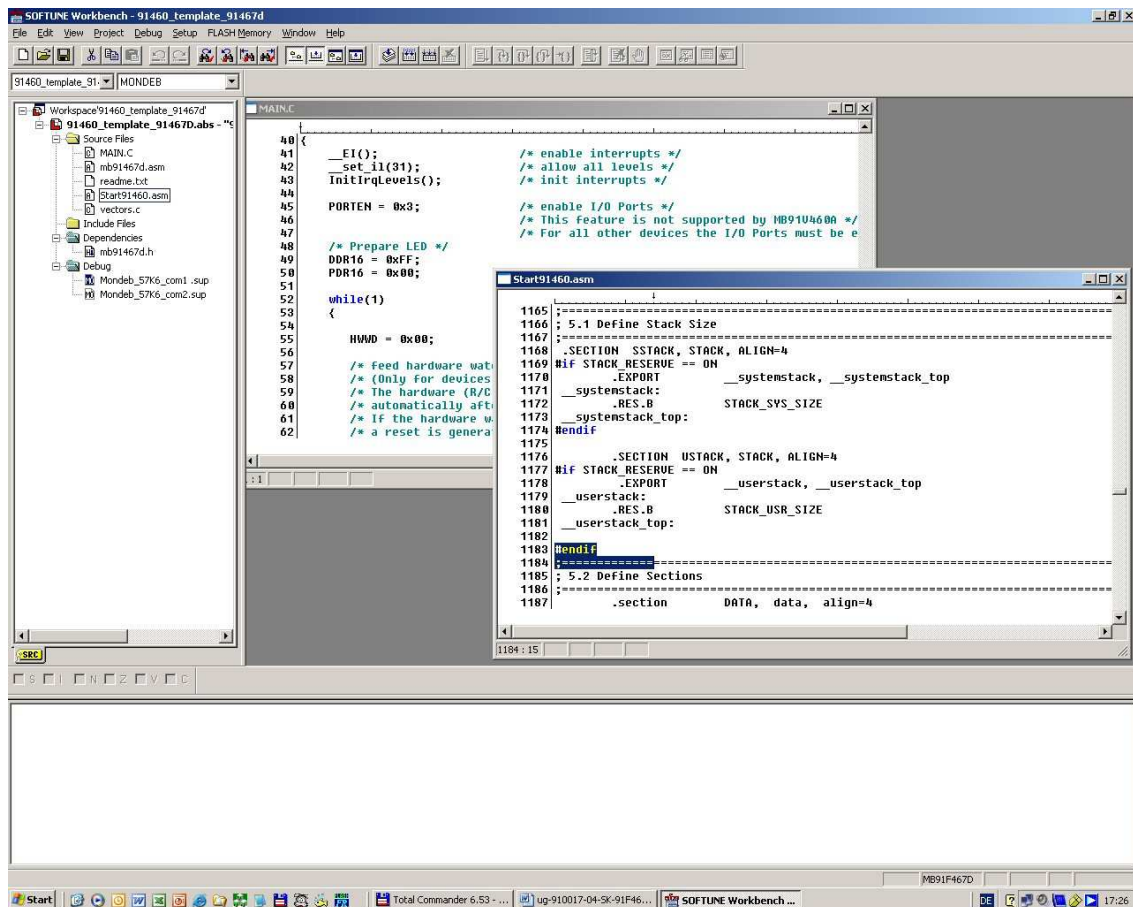 SOFTUNE Workbench - 91460_template_91467d
File Edit View Project Debug Setup FLASH Memory Window Help
91460_template_91- MONDEB
Workspace'91460_template_91467d'
91460_template_91467D.abs - "9
Source Files
MAIN.C
mb91467d.asm
readme.txt
Start91460.asm
vectors.c
Include Files
Dependencies
mb91467d.h
Debug
Mondeb_57K6_com1 .sup
Mondeb_57K6_com2.sup
SRC
MAIN.C
40 {
41 __EI(); /* enable interrupts */
42 __set_il(31); /* allow all levels */
43 InitIrqLevels(); /* init interrupts */
44
45 PORTEN = 0x3; /* enable I/O Ports */
46 /* This feature is not supported by MB91V460A */
47 /* For all other devices the I/O Ports must be e
48 /* Prepare LED */
49 DDR16 = 0xFF;
50 PDR16 = 0x00;
51
52 while(1)
53 {
54
55 HWWD = 0x00;
56
57 /* feed hardware wat
58 /* (Only for devices
59 /* The hardware (R/C
60 /* automatically aft
61 /* If the hardware w
62 /* a reset is genera
:1
Start91460.asm
1165 ;====================================================================
1166 ; 5.1 Define Stack Size
1167 ;====================================================================
1168 .SECTION SSTACK, STACK, ALIGN=4
1169 #if STACK_RESERVE == ON
1170 .EXPORT __systemstack, __systemstack_top
1171 __systemstack:
1172 .RES.B STACK_SYS_SIZE
1173 __systemstack_top:
1174 #endif
1175
1176 .SECTION USTACK, STACK, ALIGN=4
1177 #if STACK_RESERVE == ON
1178 .EXPORT __userstack, __userstack_top
1179 __userstack:
1180 .RES.B STACK_USR_SIZE
1181 __userstack_top:
1182
1183 #endif
1184 ;====================================================================
1185 ; 5.2 Define Sections
1186 ;====================================================================
1187 .section DATA, data, align=4
1184 : 15
S I N Z V C
MB91F467D
Start Total Commander 6.53 - ... ug-910017-04-SK-91F46... SOFTUNE Workbench ... DE 17:26